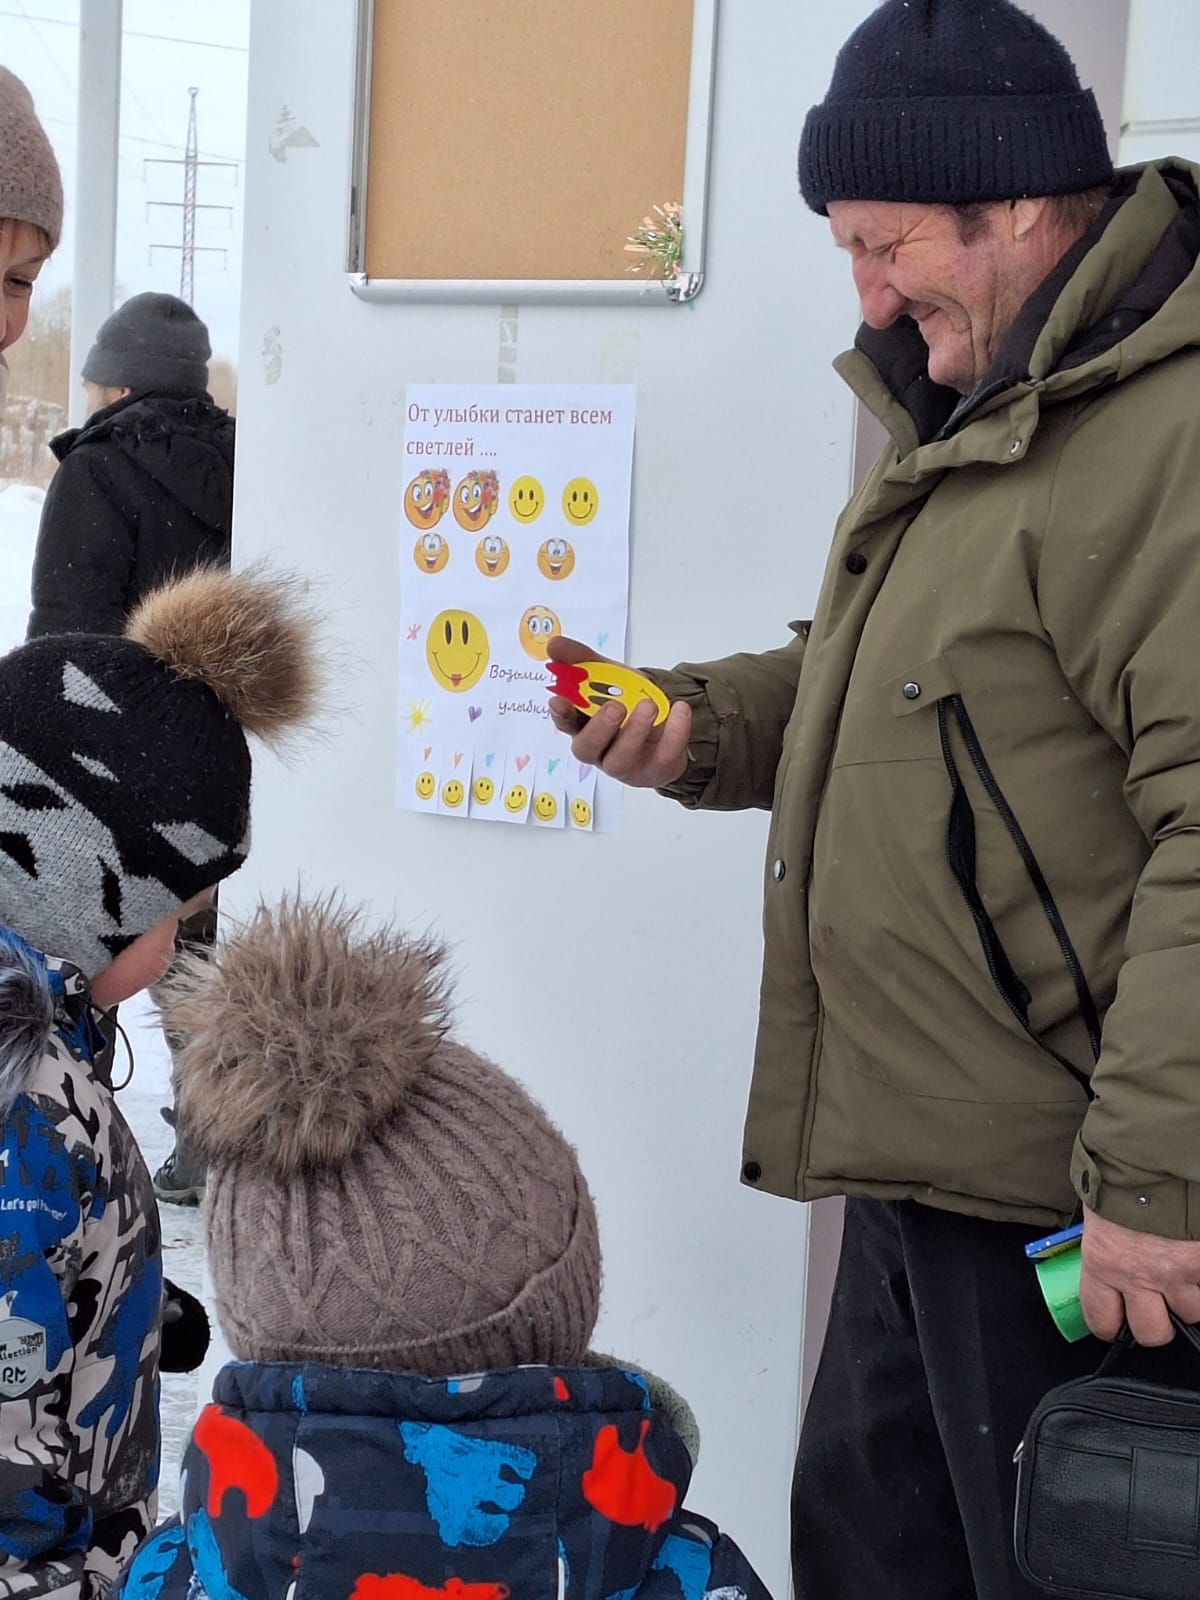 От улыбки станет всем
светлей ....
Возьми
улыбку
Let's go!